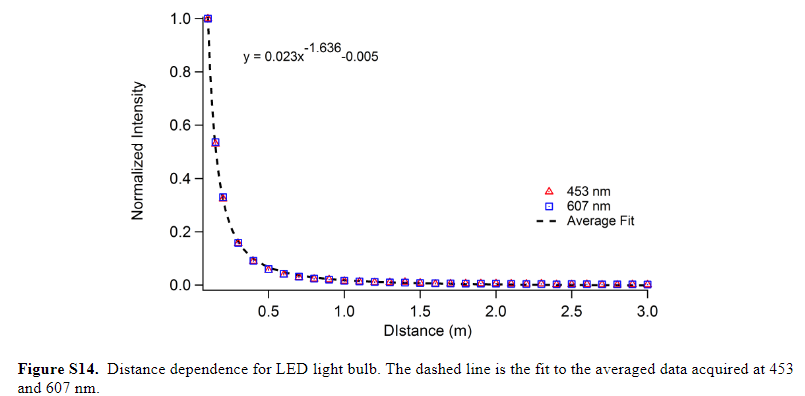 1.0
0.8
0.6
0.4
0.2
0.0
Normalized Intensity
y = 0.023x^-1.636 -0.005
453 nm
607 nm
Average Fit
0.5 1.0 1.5 2.0 2.5 3.0
DIstance (m)
Figure S14. Distance dependence for LED light bulb. The dashed line is the fit to the averaged data acquired at 453
and 607 nm.